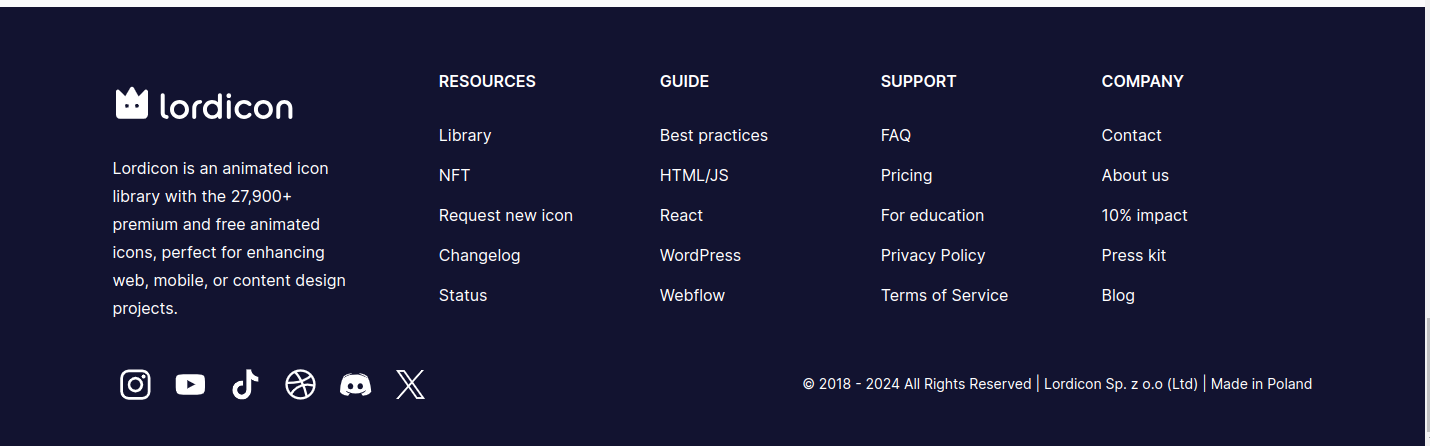 lordicon
Lordicon is an animated icon
library with the 27,900+
premium and free animated
icons, perfect for enhancing
web, mobile, or content design
projects.
RESOURCES
Library
NFT
Request new icon
Changelog
Status
GUIDE
Best practices
HTML/JS
React
WordPress
Webflow
SUPPORT
FAQ
Pricing
For education
Privacy Policy
Terms of Service
COMPANY
Contact
About us
10% impact
Press kit
Blog
© 2018 - 2024 All Rights Reserved | Lordicon Sp. z o.o (Ltd) | Made in Poland